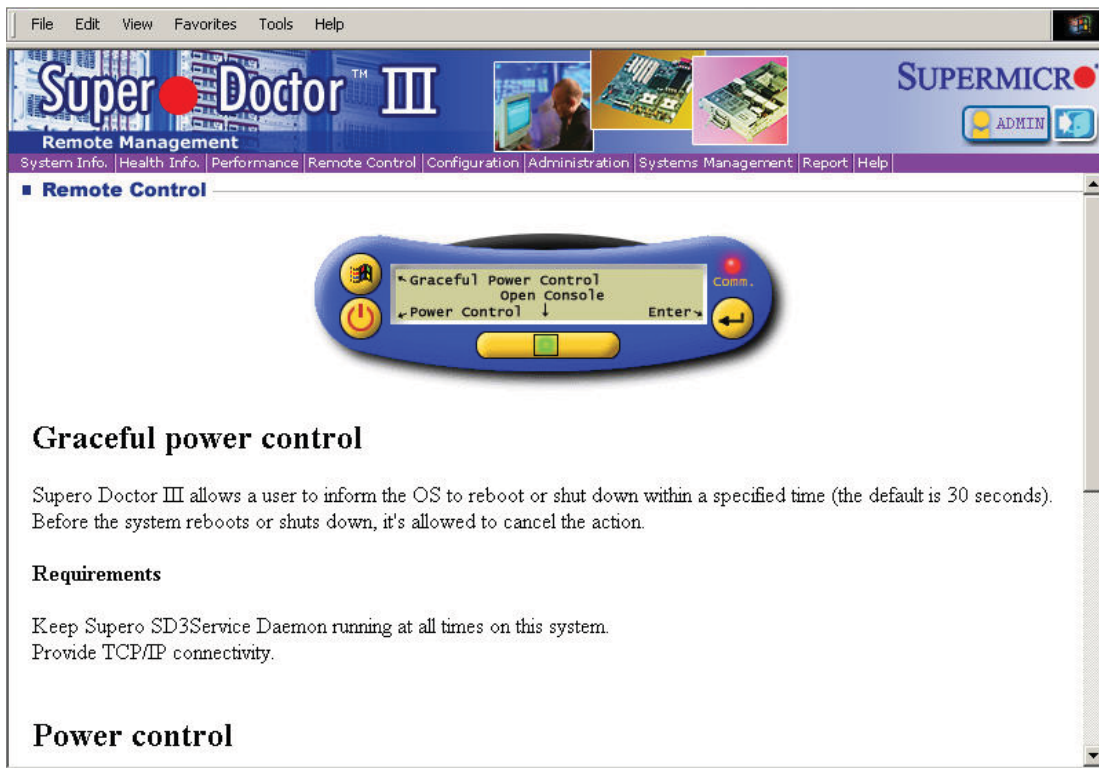 File Edit View Favorites Tools Help
Super Doctor™ III
SUPERMICR
ADMIN
Remote Management
System Info. Health Info. Performance Remote Control Configuration Administration Systems Management Report Help
Remote Control
Graceful Power Control
Open Console
Power Control Enter
Comm.
Graceful power control
Supero Doctor III allows a user to inform the OS to reboot or shut down within a specified time (the default is 30 seconds).
Before the system reboots or shuts down, it's allowed to cancel the action.
Requirements
Keep Supero SD3Service Daemon running at all times on this system.
Provide TCP/IP connectivity.
Power control